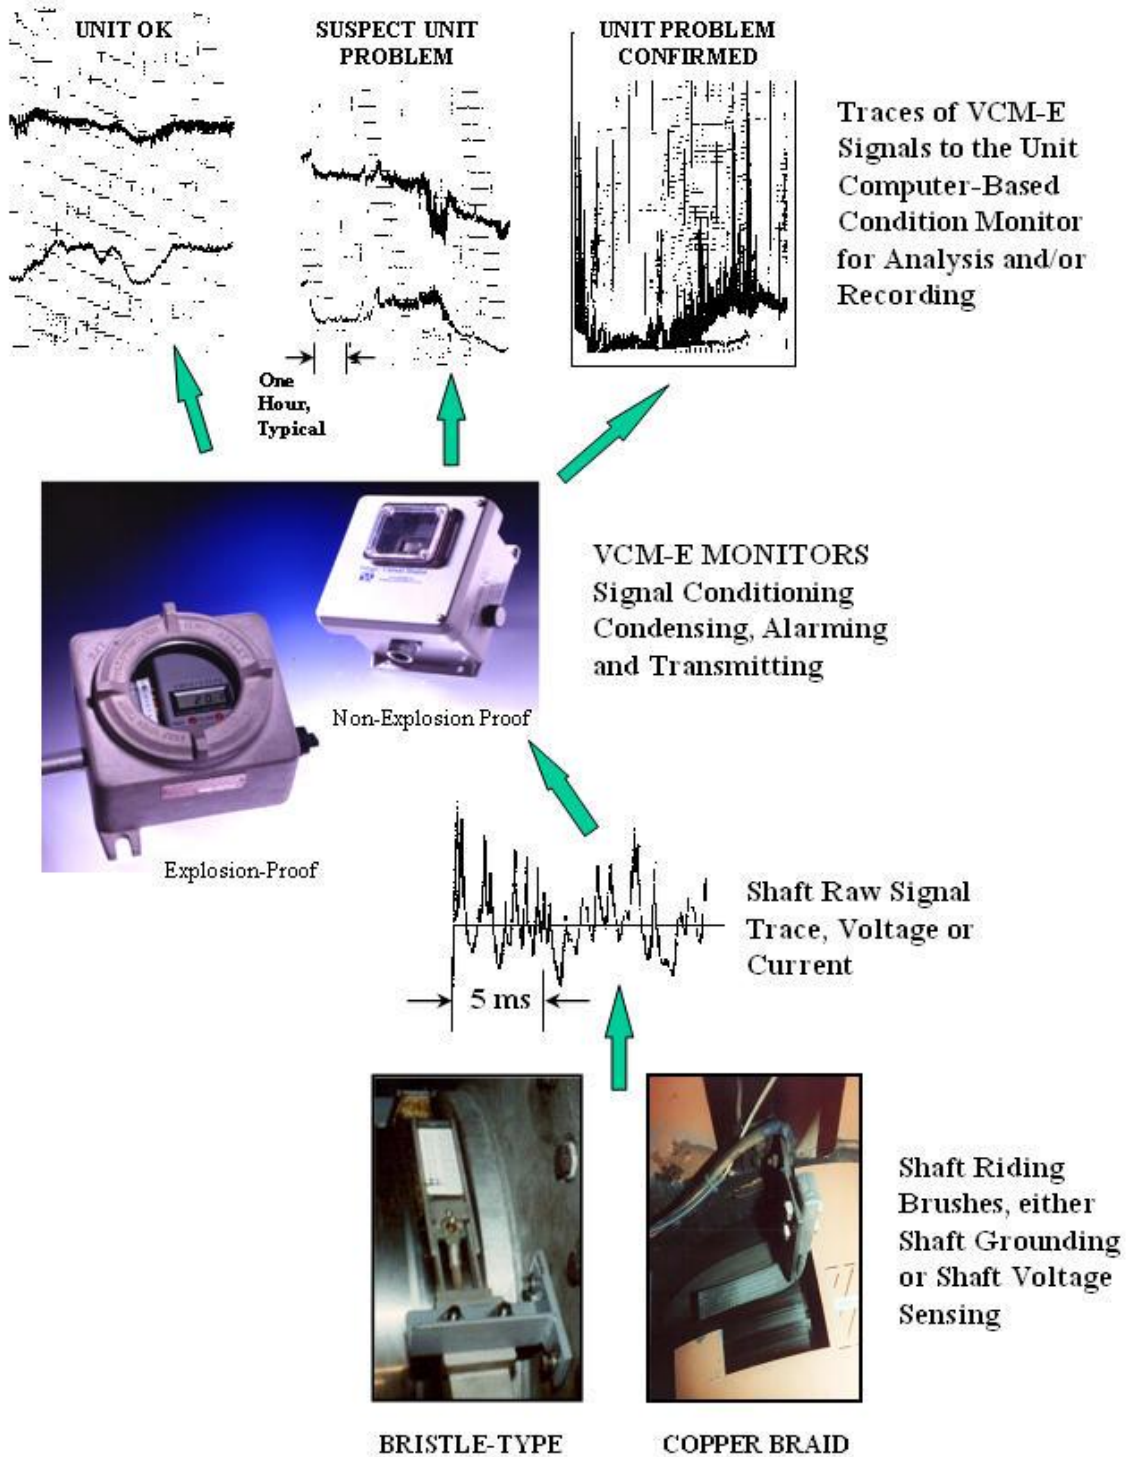 UNIT OK
SUSPECT UNIT
PROBLEM
UNIT PROBLEM
CONFIRMED
Traces of VCM-E
Signals to the Unit
Computer-Based
Condition Monitor
for Analysis and/or
Recording
One
Hour,
Typical
VCM-E MONITORS
Signal Conditioning
Condensing, Alarming
and Transmitting
Non-Explosion Proof
Explosion-Proof
Shaft Raw Signal
Trace, Voltage or
Current
5 ms
Shaft Riding
Brushes, either
Shaft Grounding
or Shaft Voltage
Sensing
BRISTLE-TYPE
COPPER BRAID